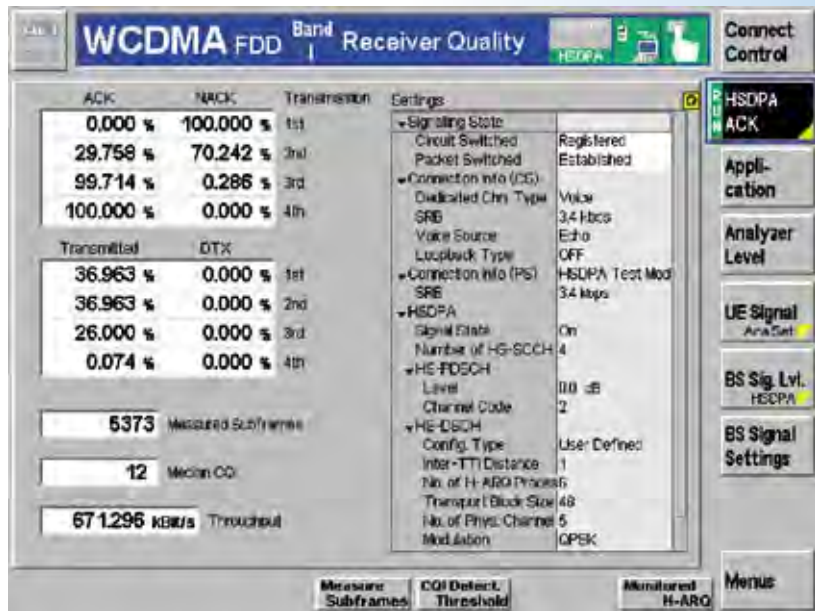 WCDMA FDD Band I Receiver Quality
HSDPA
Connect Control
ACK NACK Transmission
0.000 % 100.000 % 1st
29.758 % 70.242 % 2nd
99.714 % 0.286 % 3rd
100.000 % 0.000 % 4th
Transmitted DTX
36.963 % 0.000 % 1st
36.963 % 0.000 % 2nd
26.000 % 0.000 % 3rd
0.074 % 0.000 % 4th
5373 Measured Subframes
12 Median CQI
671.296 kBit/s Throughput
Settings
Signaling State
Circuit Switched Registered
Packet Switched Established
Connection Info (CS)
Dedicated Chn. Type Voice
SRB 3.4 kbps
Voice Source Echo
Loopback Type OFF
Connection Info (PS) HSDPA Test Mod
SRB 3.4 kbps
HSDPA
Signal State On
Number of HS-SCCH 4
HS-PDSCH
Level 0.0 dB
Channel Code 2
HS-DSCH
Config. Type User Defined
Inter-TTI Distance 1
No. of H-ARQ Process 6
Transport Block Size 48
No. of Phys. Channel 5
Modulation QPSK
RUN
HSDPA ACK
Appli-
cation
Analyzer
Level
UE Signal
Ana Set
BS Sig. Lvl.
HSDPA
BS Signal
Settings
Menus
Measure
Subframes
CQI Detect.
Threshold
Monitored
H-ARQ